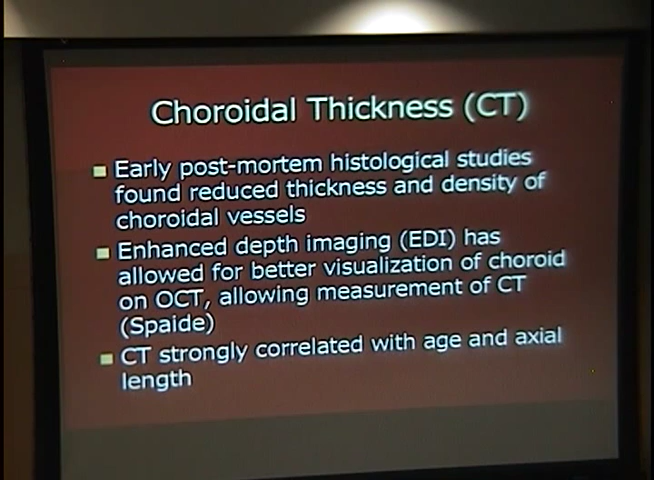 Choroidal Thickness (CT)
Early post-mortem histological studies
found reduced thickness and density of
choroidal vessels
Enhanced depth imaging (EDI) has
allowed for better visualization of choroid
on OCT, allowing measurement of CT
(Spaide)
CT strongly correlated with age and axial
length